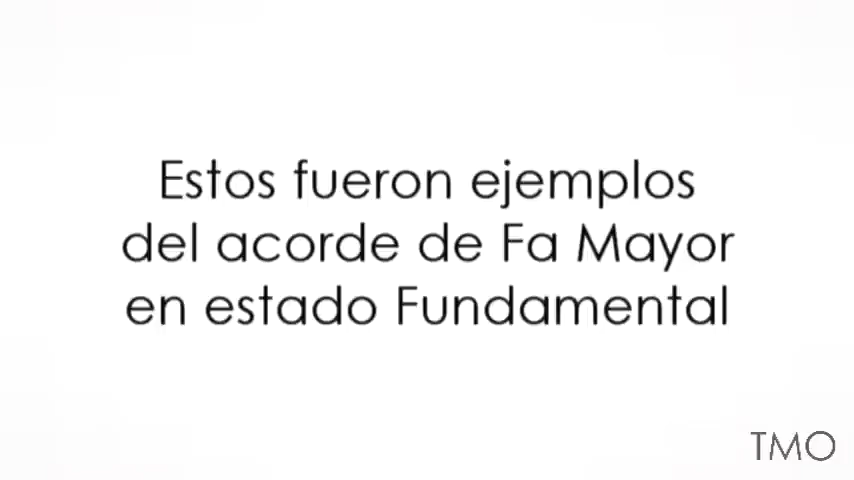 Estos fueron ejemplos
del acorde de Fa Mayor
en estado Fundamental
TMO